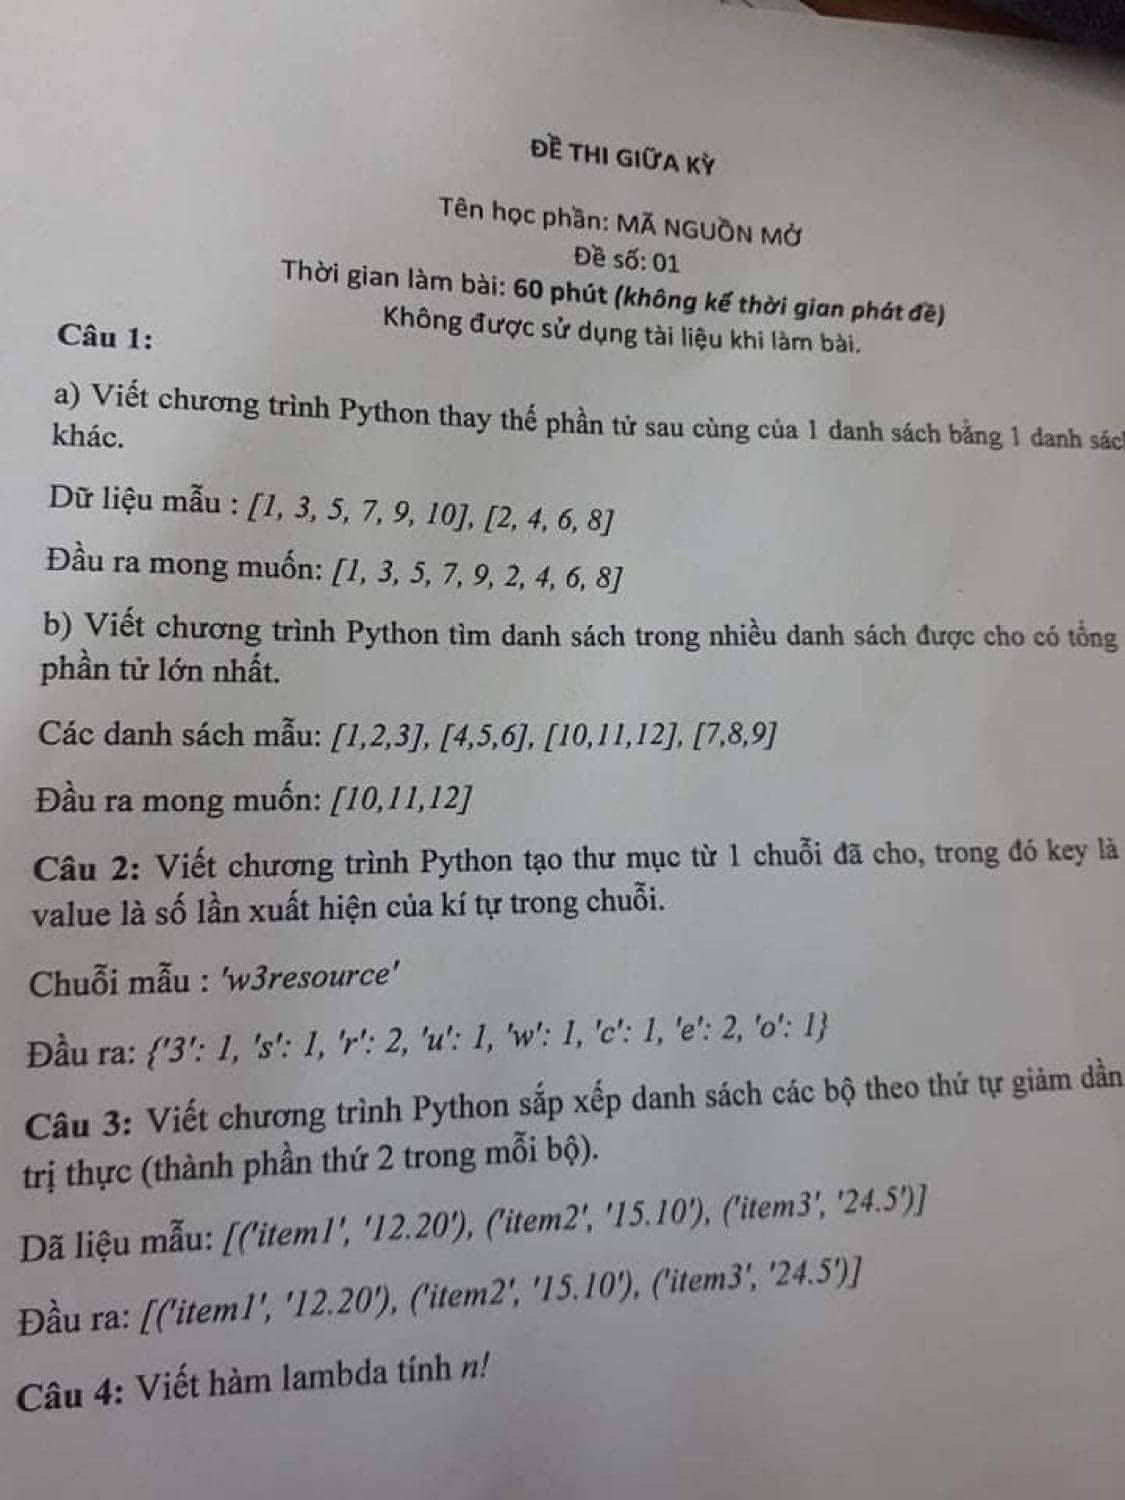 ĐỀ THI GIỮA KỲ
Tên học phần: MÃ NGUỒN MỞ
Đề số: 01
Thời gian làm bài: 60 phút (không kể thời gian phát đề)
Không được sử dụng tài liệu khi làm bài.
Câu 1:
a) Viết chương trình Python thay thế phần tử sau cùng của 1 danh sách bằng 1 danh sách
khác.
Dữ liệu mẫu : [1, 3, 5, 7, 9, 10], [2, 4, 6, 8]
Đầu ra mong muốn: [1, 3, 5, 7, 9, 2, 4, 6, 8]
b) Viết chương trình Python tìm danh sách trong nhiều danh sách được cho có tổng
phần tử lớn nhất.
Các danh sách mẫu: [1,2,3], [4,5,6], [10,11,12], [7,8,9]
Đầu ra mong muốn: [10,11,12]
Câu 2: Viết chương trình Python tạo thư mục từ 1 chuỗi đã cho, trong đó key là
value là số lần xuất hiện của kí tự trong chuỗi.
Chuỗi mẫu : 'w3resource'
Đầu ra: {'3': 1, 's': 1, 'r': 2, 'u': 1, 'w': 1, 'c': 1, 'e': 2, 'o': 1}
Câu 3: Viết chương trình Python sắp xếp danh sách các bộ theo thứ tự giảm dần
trị thực (thành phần thứ 2 trong mỗi bộ).
Dã liệu mẫu: [('item1', '12.20'), ('item2', '15.10'), ('item3', '24.5')]
Đầu ra: [('item1', '12.20'), ('item2', '15.10'), ('item3', '24.5')]
Câu 4: Viết hàm lambda tính n!